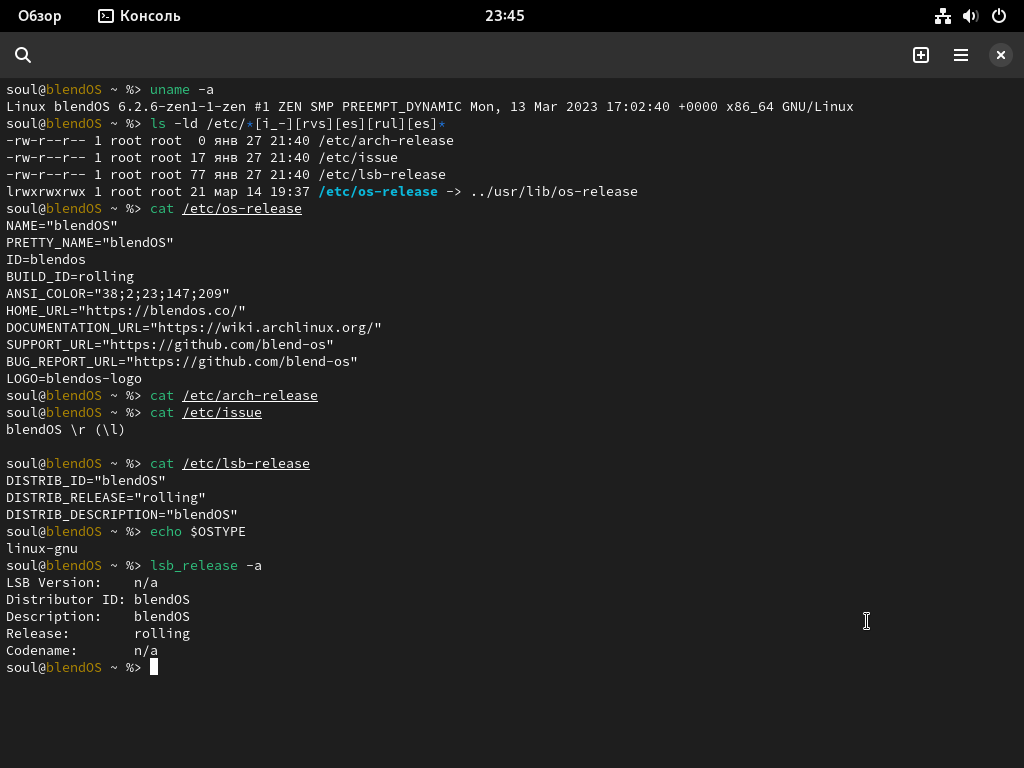 Обзор Консоль 23:45
soul@blendOS ~ %> uname -a
Linux blendOS 6.2.6-zen1-1-zen #1 ZEN SMP PREEMPT_DYNAMIC Mon, 13 Mar 2023 17:02:40 +0000 x86_64 GNU/Linux
soul@blendOS ~ %> ls -ld /etc/*[i_-][rvs][es][rul][es]*
-rw-r--r-- 1 root root  0 янв 27 21:40 /etc/arch-release
-rw-r--r-- 1 root root 17 янв 27 21:40 /etc/issue
-rw-r--r-- 1 root root 77 янв 27 21:40 /etc/lsb-release
lrwxrwxrwx 1 root root 21 мар 14 19:37 /etc/os-release -> ../usr/lib/os-release
soul@blendOS ~ %> cat /etc/os-release
NAME="blendOS"
PRETTY_NAME="blendOS"
ID=blendos
BUILD_ID=rolling
ANSI_COLOR="38;2;23;147;209"
HOME_URL="https://blendos.co/"
DOCUMENTATION_URL="https://wiki.archlinux.org/"
SUPPORT_URL="https://github.com/blend-os"
BUG_REPORT_URL="https://github.com/blend-os"
LOGO=blendos-logo
soul@blendOS ~ %> cat /etc/arch-release
soul@blendOS ~ %> cat /etc/issue
blendOS \r (\l)

soul@blendOS ~ %> cat /etc/lsb-release
DISTRIB_ID="blendOS"
DISTRIB_RELEASE="rolling"
DISTRIB_DESCRIPTION="blendOS"
soul@blendOS ~ %> echo $OSTYPE
linux-gnu
soul@blendOS ~ %> lsb_release -a
LSB Version:    n/a
Distributor ID: blendOS
Description:    blendOS
Release:        rolling
Codename:       n/a
soul@blendOS ~ %>